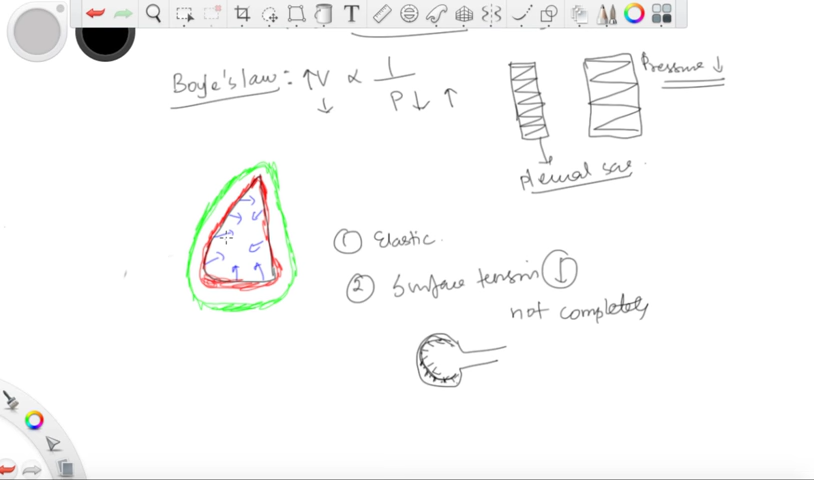 Boyle's law : ↑V ∝ 1
↓ P↓ ↑
Pressure ↓
pleural sac.
① Elastic.
② Surface tension ↓
not completely
T